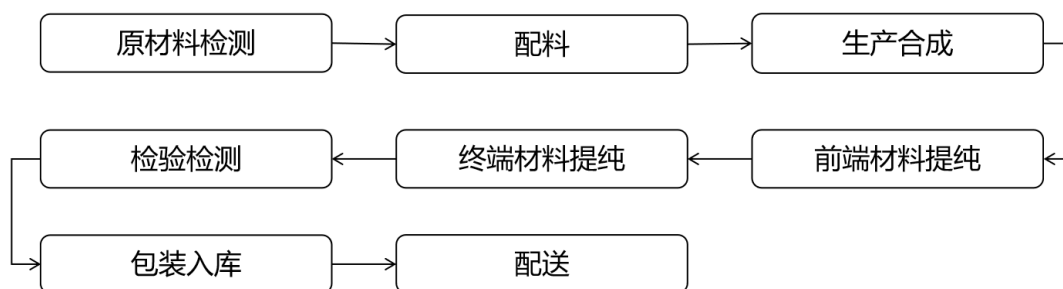 原材料检测
配料
生产合成
前端材料提纯
终端材料提纯
检验检测
包装入库
配送